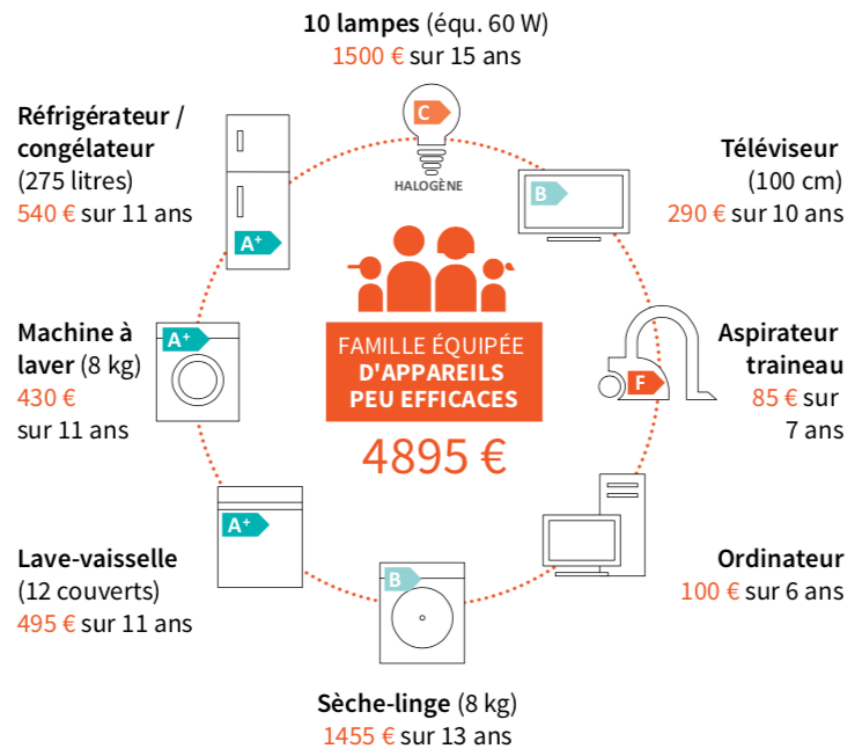 10 lampes (équ. 60 W)
1500 € sur 15 ans
C
HALOGÈNE
Téléviseur
(100 cm)
290 € sur 10 ans
B
Aspirateur
traineau
85 € sur
7 ans
F
Ordinateur
100 € sur 6 ans
B
Sèche-linge (8 kg)
1455 € sur 13 ans
A+
Lave-vaisselle
(12 couverts)
495 € sur 11 ans
A+
Machine à
laver (8 kg)
430 €
sur 11 ans
A+
Réfrigérateur /
congélateur
(275 litres)
540 € sur 11 ans
FAMILLE ÉQUIPÉE
D'APPAREILS
PEU EFFICACES
4895 €